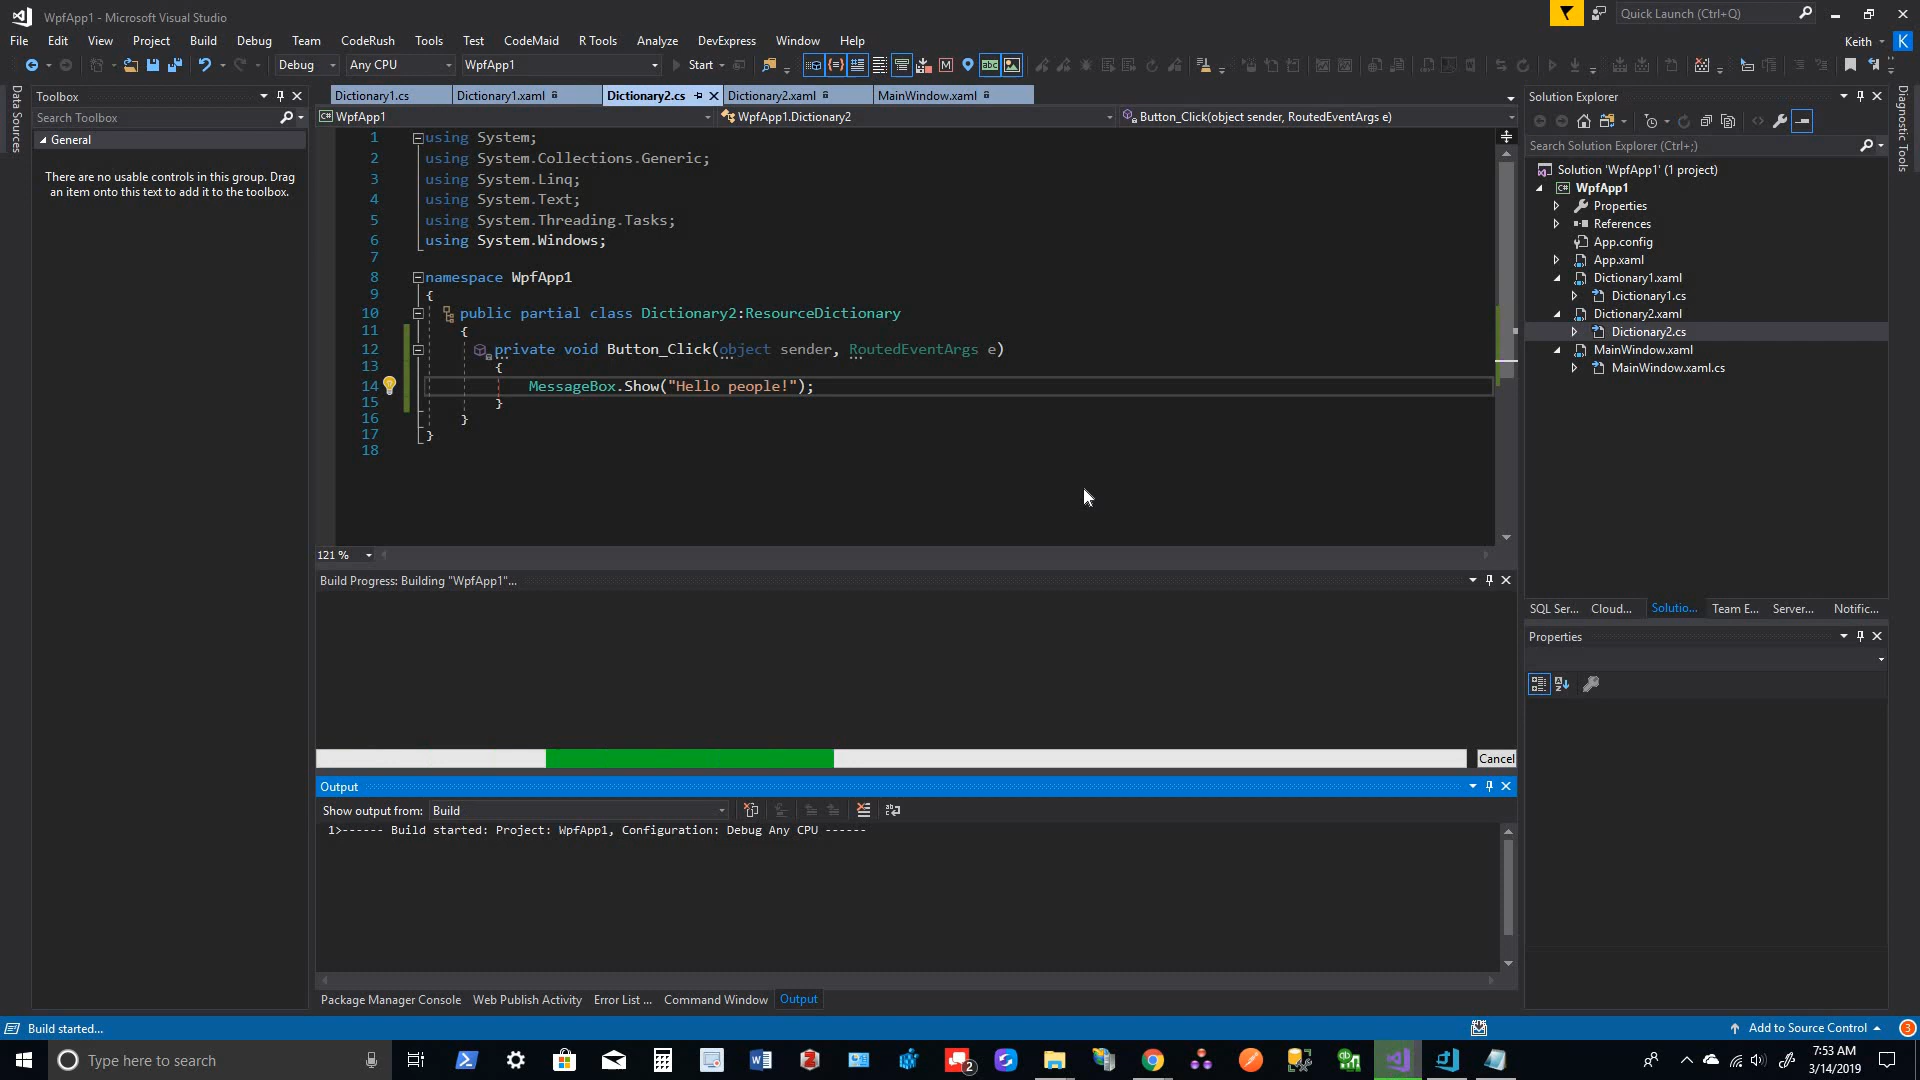 WpfApp1 - Microsoft Visual Studio
Quick Launch (Ctrl+Q)
File Edit View Project Build Debug Team CodeRush Tools Test CodeMaid R Tools Analyze DevExpress Window Help
Keith K
Debug Any CPU WpfApp1 Start
Data Sources
Toolbox
Search Toolbox
General
There are no usable controls in this group. Drag
an item onto this text to add it to the toolbox.
Dictionary1.cs Dictionary1.xaml Dictionary2.cs Dictionary2.xaml MainWindow.xaml
WpfApp1 WpfApp1.Dictionary2 Button_Click(object sender, RoutedEventArgs e)
1 using System;
2 using System.Collections.Generic;
3 using System.Linq;
4 using System.Text;
5 using System.Threading.Tasks;
6 using System.Windows;
7
8 namespace WpfApp1
9 {
10 public partial class Dictionary2:ResourceDictionary
11 {
12 private void Button_Click(object sender, RoutedEventArgs e)
13 {
14 MessageBox.Show("Hello people!");
15 }
16 }
17 }
18
121 %
Build Progress: Building "WpfApp1"...
Cancel
Output
Show output from: Build
1>------ Build started: Project: WpfApp1, Configuration: Debug Any CPU ------
Package Manager Console Web Publish Activity Error List ... Command Window Output
Solution Explorer
Search Solution Explorer (Ctrl+;)
Solution 'WpfApp1' (1 project)
WpfApp1
Properties
References
App.config
App.xaml
Dictionary1.xaml
Dictionary1.cs
Dictionary2.xaml
Dictionary2.cs
MainWindow.xaml
MainWindow.xaml.cs
SQL Ser... Cloud... Solutio... Team E... Server... Notific...
Properties
Diagnostic Tools
Build started...
Add to Source Control
3
Type here to search
2
7:53 AM
3/14/2019